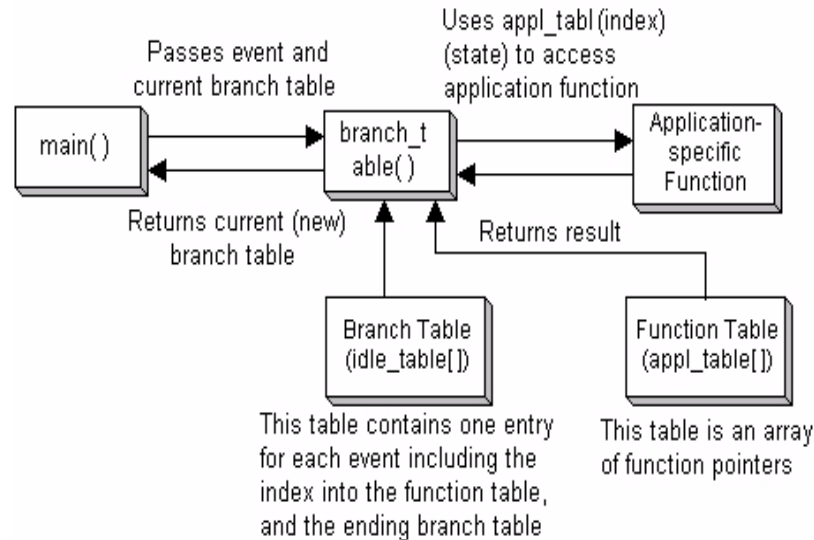 Uses appl_tabl(index)
(state) to access
application function
Passes event and
current branch table
main( )
branch_t
able( )
Application-
specific
Function
Returns current (new)
branch table
Returns result
Branch Table
(idle_table[])
Function Table
(appl_table[])
This table contains one entry
for each event including the
index into the function table,
and the ending branch table
This table is an array
of function pointers